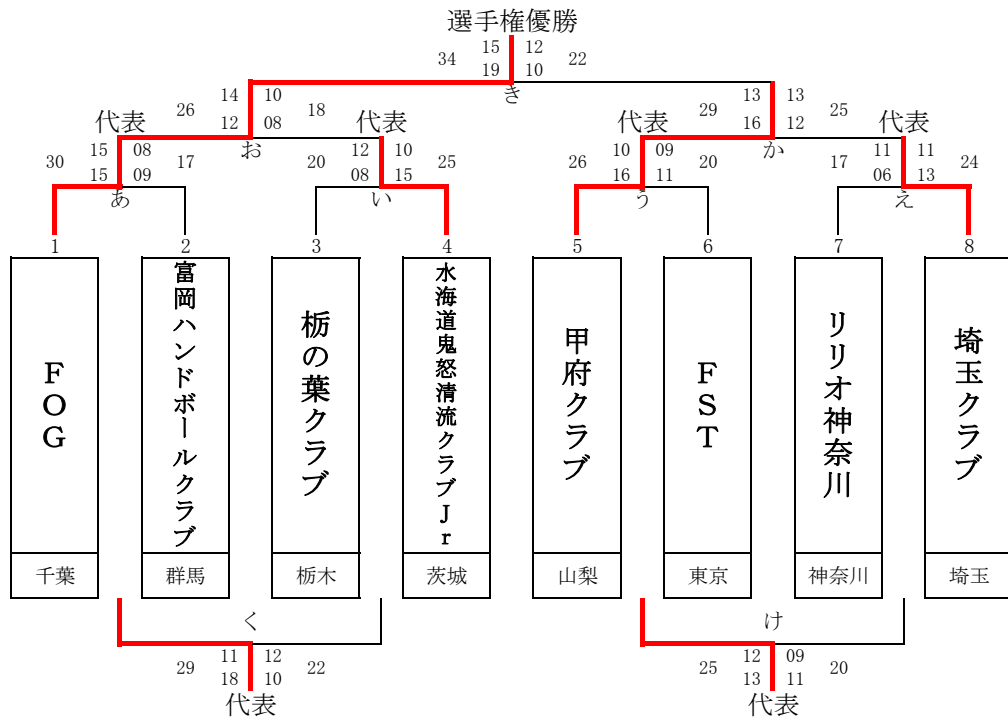 選手権優勝
34 15 12 22
19 10
き
26 14 10 18
12 08
お
29 13 13 25
16 12
か
代表 代表 代表 代表
30 15 08 17
15 09
あ
20 12 10 25
08 15
い
26 10 09 20
16 11
う
17 11 11 24
06 13
え
1 2 3 4 5 6 7 8
FOG
富岡ハンドボールクラブ
栃の葉クラブ
水海道鬼怒清流クラブJr
甲府クラブ
FST
リリオ神奈川
埼玉クラブ
千葉 群馬 栃木 茨城 山梨 東京 神奈川 埼玉
く
29 11 12 22
18 10
代表
け
25 12 09 20
13 11
代表